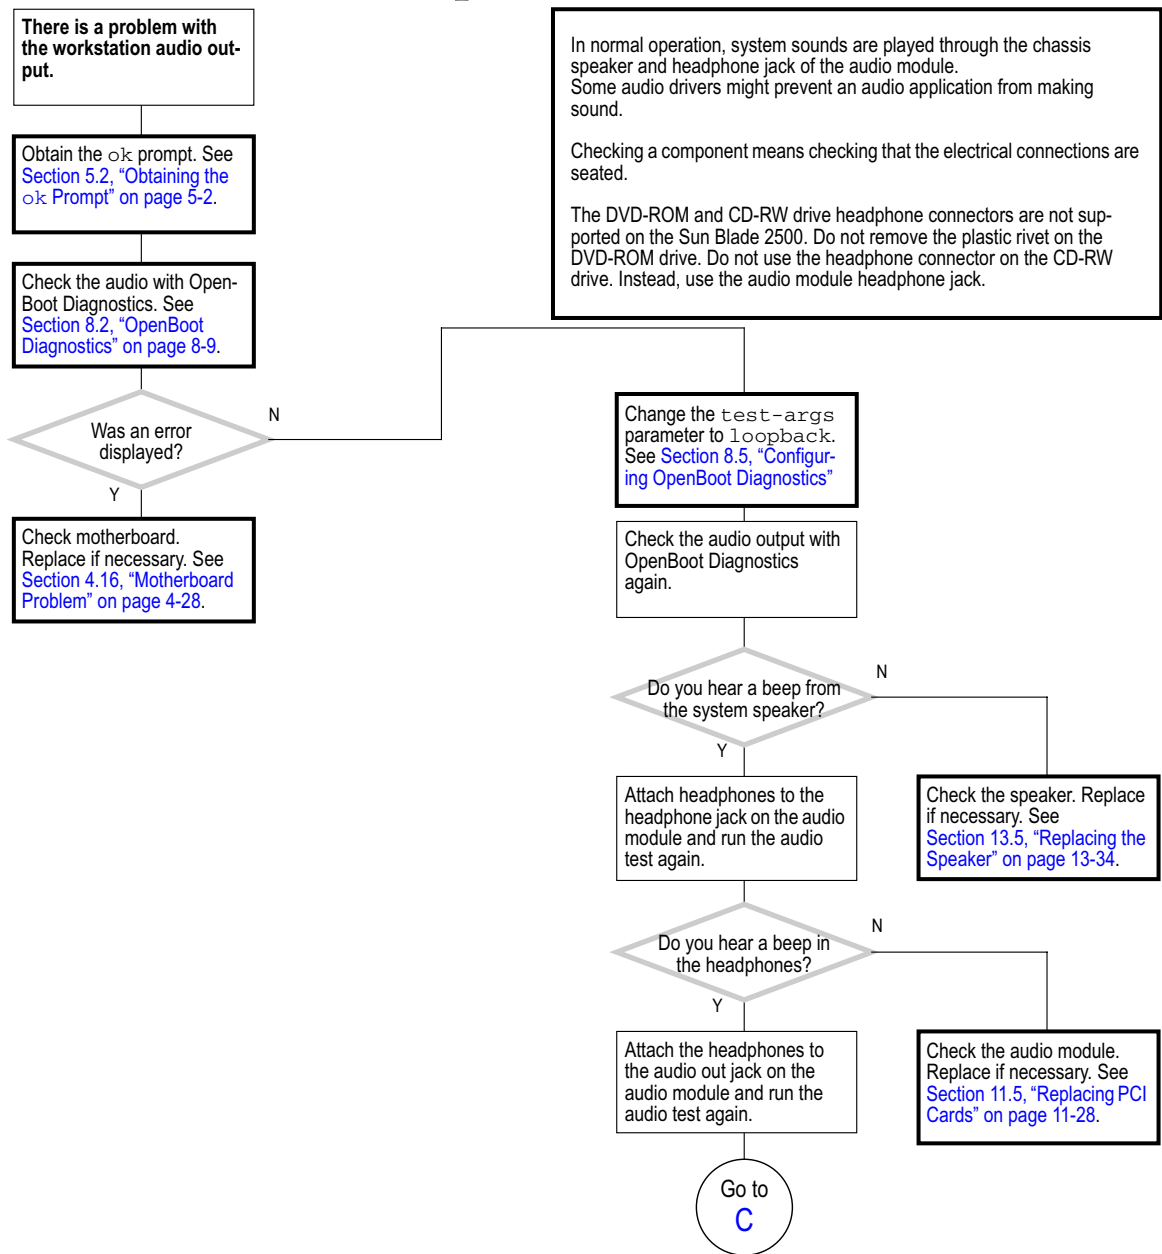 There is a problem with
the workstation audio out-
put.
Obtain the ok prompt. See
Section 5.2, “Obtaining the
ok Prompt” on page 5-2.
Check the audio with Open-
Boot Diagnostics. See
Section 8.2, “OpenBoot
Diagnostics” on page 8-9.
Was an error
displayed?
N
Y
Check motherboard.
Replace if necessary. See
Section 4.16, “Motherboard
Problem” on page 4-28.
In normal operation, system sounds are played through the chassis
speaker and headphone jack of the audio module.
Some audio drivers might prevent an audio application from making
sound.
Checking a component means checking that the electrical connections are
seated.
The DVD-ROM and CD-RW drive headphone connectors are not sup-
ported on the Sun Blade 2500. Do not remove the plastic rivet on the
DVD-ROM drive. Do not use the headphone connector on the CD-RW
drive. Instead, use the audio module headphone jack.
Change the test-args
parameter to loopback.
See Section 8.5, “Configur-
ing OpenBoot Diagnostics”
Check the audio output with
OpenBoot Diagnostics
again.
Do you hear a beep from
the system speaker?
N
Y
Attach headphones to the
headphone jack on the audio
module and run the audio
test again.
Check the speaker. Replace
if necessary. See
Section 13.5, “Replacing the
Speaker” on page 13-34.
Do you hear a beep in
the headphones?
N
Y
Attach the headphones to
the audio out jack on the
audio module and run the
audio test again.
Check the audio module.
Replace if necessary. See
Section 11.5, “Replacing PCI
Cards” on page 11-28.
Go to
C